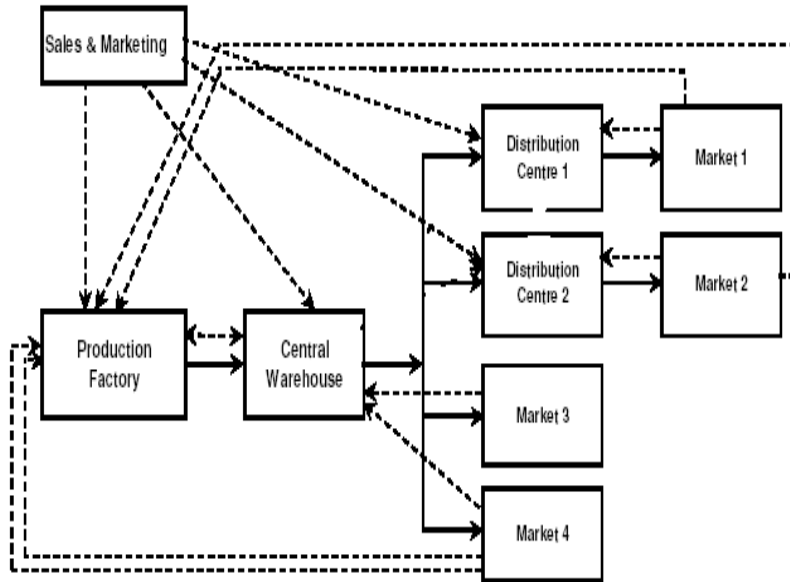 Sales & Marketing
Distribution
Centre 1
Market 1
Distribution
Centre 2
Market 2
Production
Factory
Central
Warehouse
Market 3
Market 4